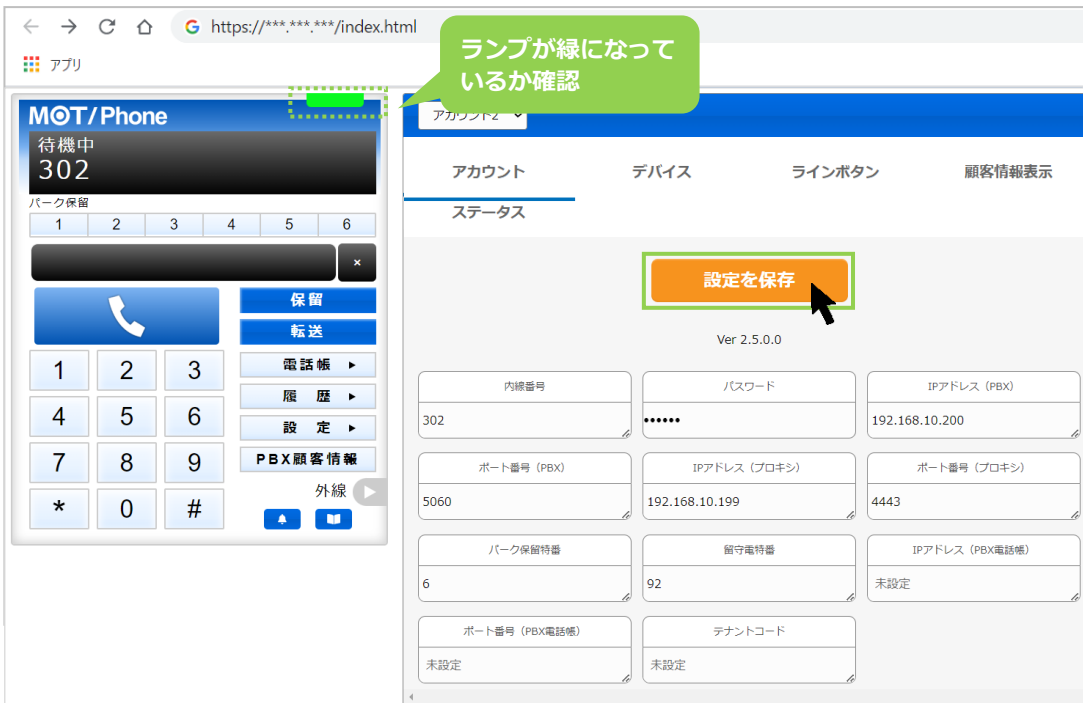 https://***.***.***/index.html
アプリ
ランプが緑になって
いるか確認
MOT/Phone
待機中
302
パーク保留
1 2 3 4 5 6
×
保留
転送
1 2 3
電話帳
履 歴
4 5 6
設 定
7 8 9
PBX顧客情報
外線
* 0 #
アカウント2
アカウント デバイス ラインボタン 顧客情報表示
ステータス
設定を保存
Ver 2.5.0.0
内線番号 パスワード IPアドレス（PBX）
302 •••••• 192.168.10.200
ポート番号（PBX） IPアドレス（プロキシ） ポート番号（プロキシ）
5060 192.168.10.199 4443
パーク保留特番 留守電特番 IPアドレス（PBX電話帳）
6 92 未設定
ポート番号（PBX電話帳） テナントコード
未設定 未設定